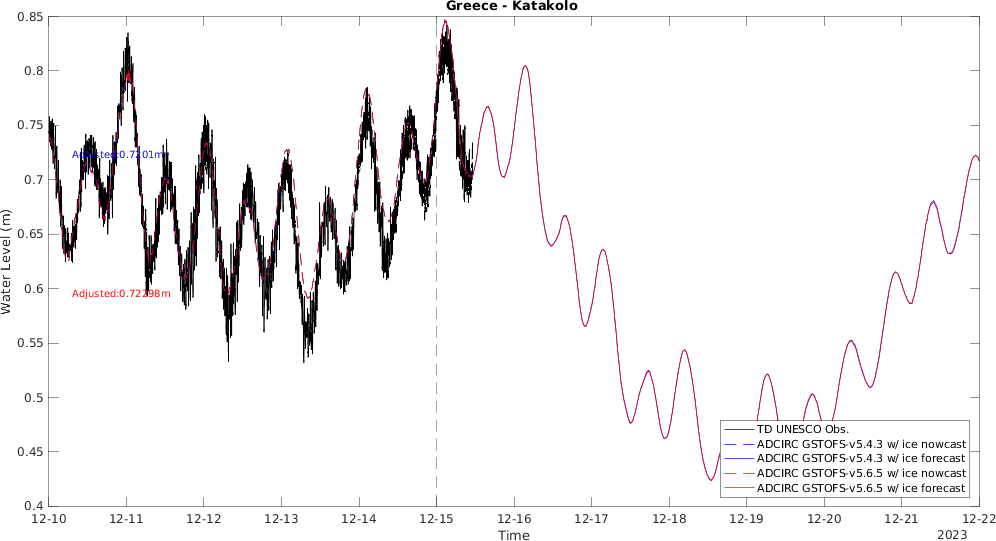 Greece - Katakolo
0.85
0.8
0.75
0.7
0.65
0.6
0.55
0.5
0.45
0.4
Water Level (m)
Adjusted:0.7201m
Adjusted:0.72298m
TD UNESCO Obs.
ADCIRC GSTOFS-v5.4.3 w/ ice nowcast
ADCIRC GSTOFS-v5.4.3 w/ ice forecast
ADCIRC GSTOFS-v5.6.5 w/ ice nowcast
ADCIRC GSTOFS-v5.6.5 w/ ice forecast
12-10 12-11 12-12 12-13 12-14 12-15 12-16 12-17 12-18 12-19 12-20 12-21 12-22
Time
2023